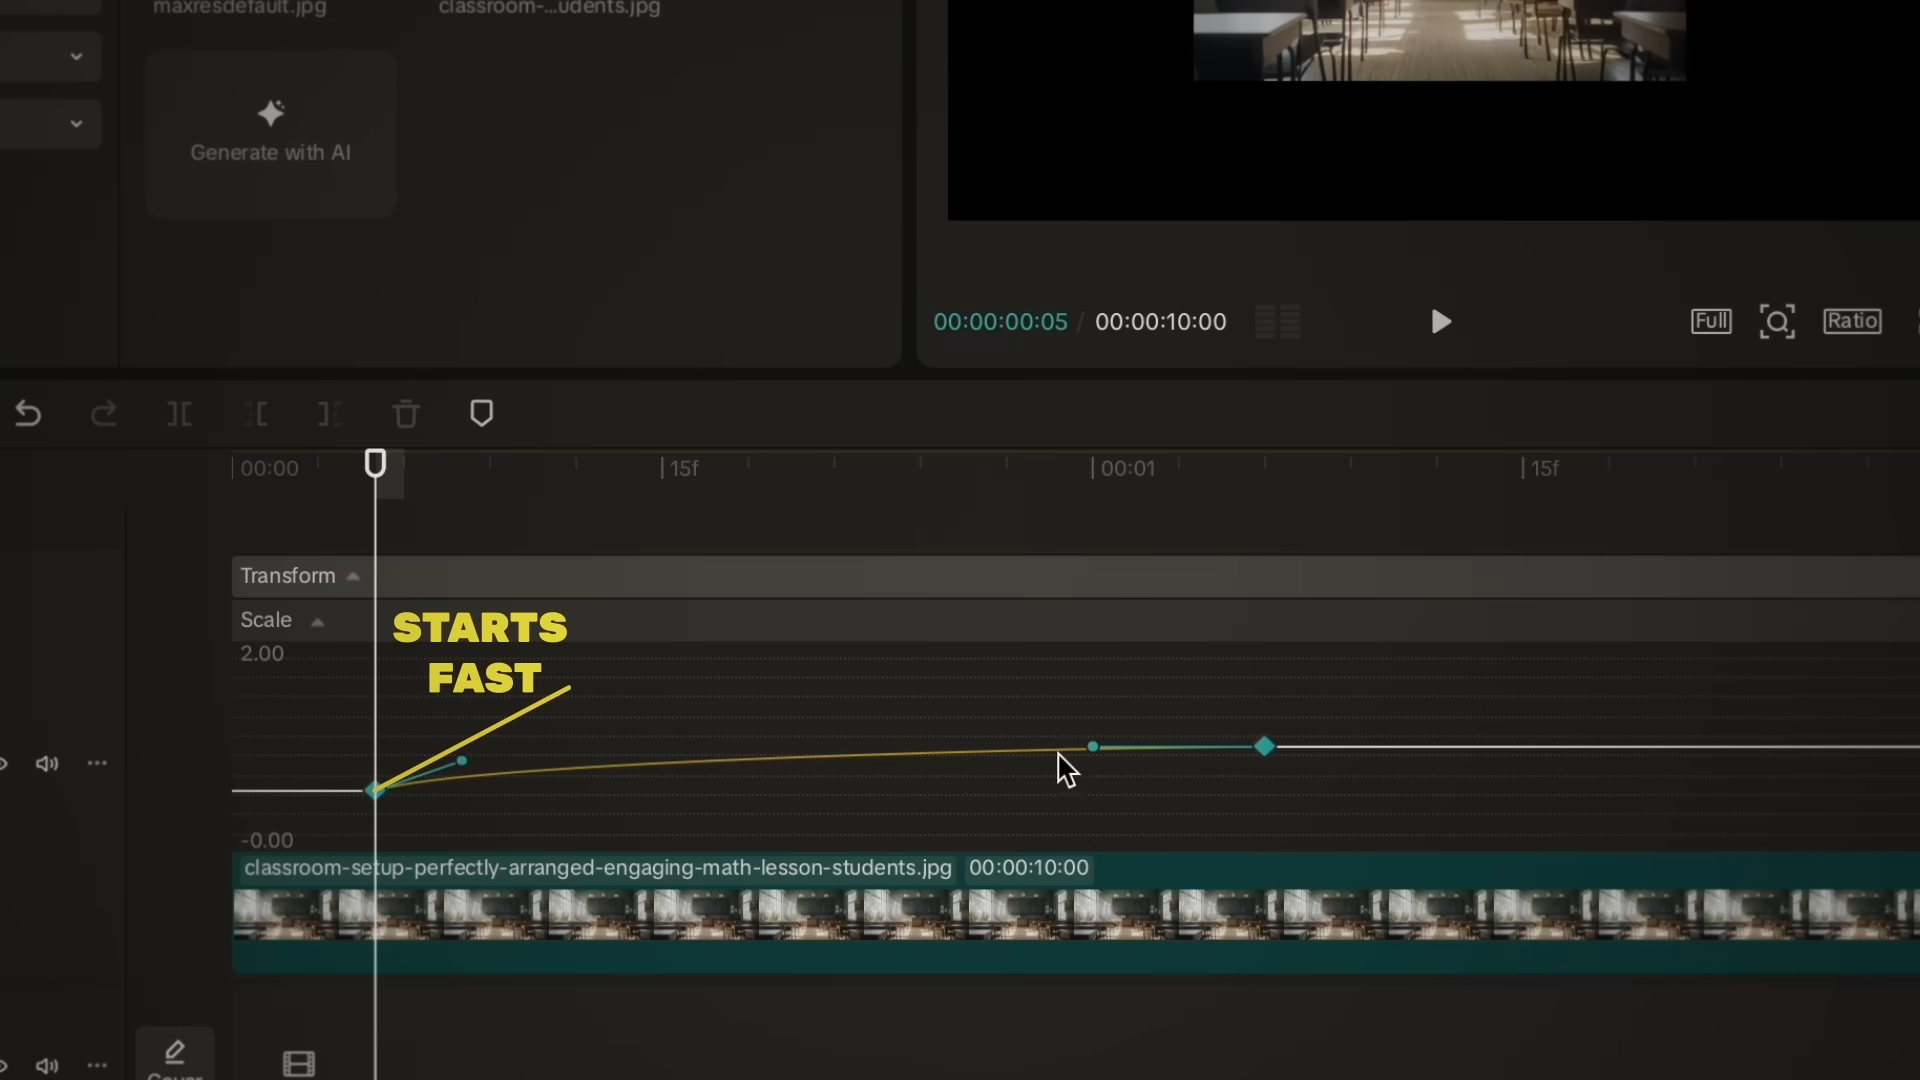 maxresdefault.jpg
classroom-...udents.jpg
Generate with AI
00:00:00:05 / 00:00:10:00
Full
Ratio
00:00
15f
00:01
15f
Transform
Scale
2.00
STARTS
FAST
-0.00
classroom-setup-perfectly-arranged-engaging-math-lesson-students.jpg 00:00:10:00